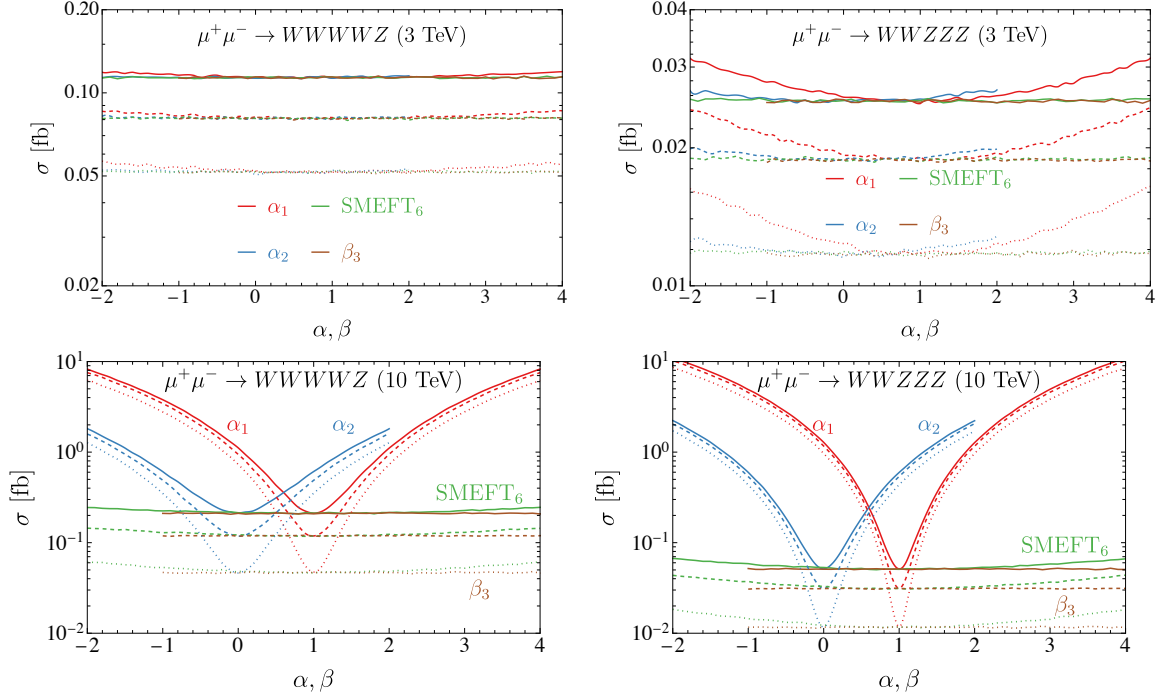 μ⁺μ⁻ → WWWWZ (3 TeV)
σ [fb]
0.20
0.10
0.05
0.02
α₁
SMEFT₆
α₂
β₃
−2 −1 0 1 2 3 4
α, β
μ⁺μ⁻ → WWZZZ (3 TeV)
σ [fb]
0.04
0.03
0.02
0.01
α₁
SMEFT₆
α₂
β₃
−2 −1 0 1 2 3 4
α, β
μ⁺μ⁻ → WWWWZ (10 TeV)
σ [fb]
10¹
10⁰
10⁻¹
10⁻²
α₁
α₂
SMEFT₆
β₃
−2 −1 0 1 2 3 4
α, β
μ⁺μ⁻ → WWZZZ (10 TeV)
σ [fb]
10¹
10⁰
10⁻¹
10⁻²
α₁
α₂
SMEFT₆
β₃
−2 −1 0 1 2 3 4
α, β